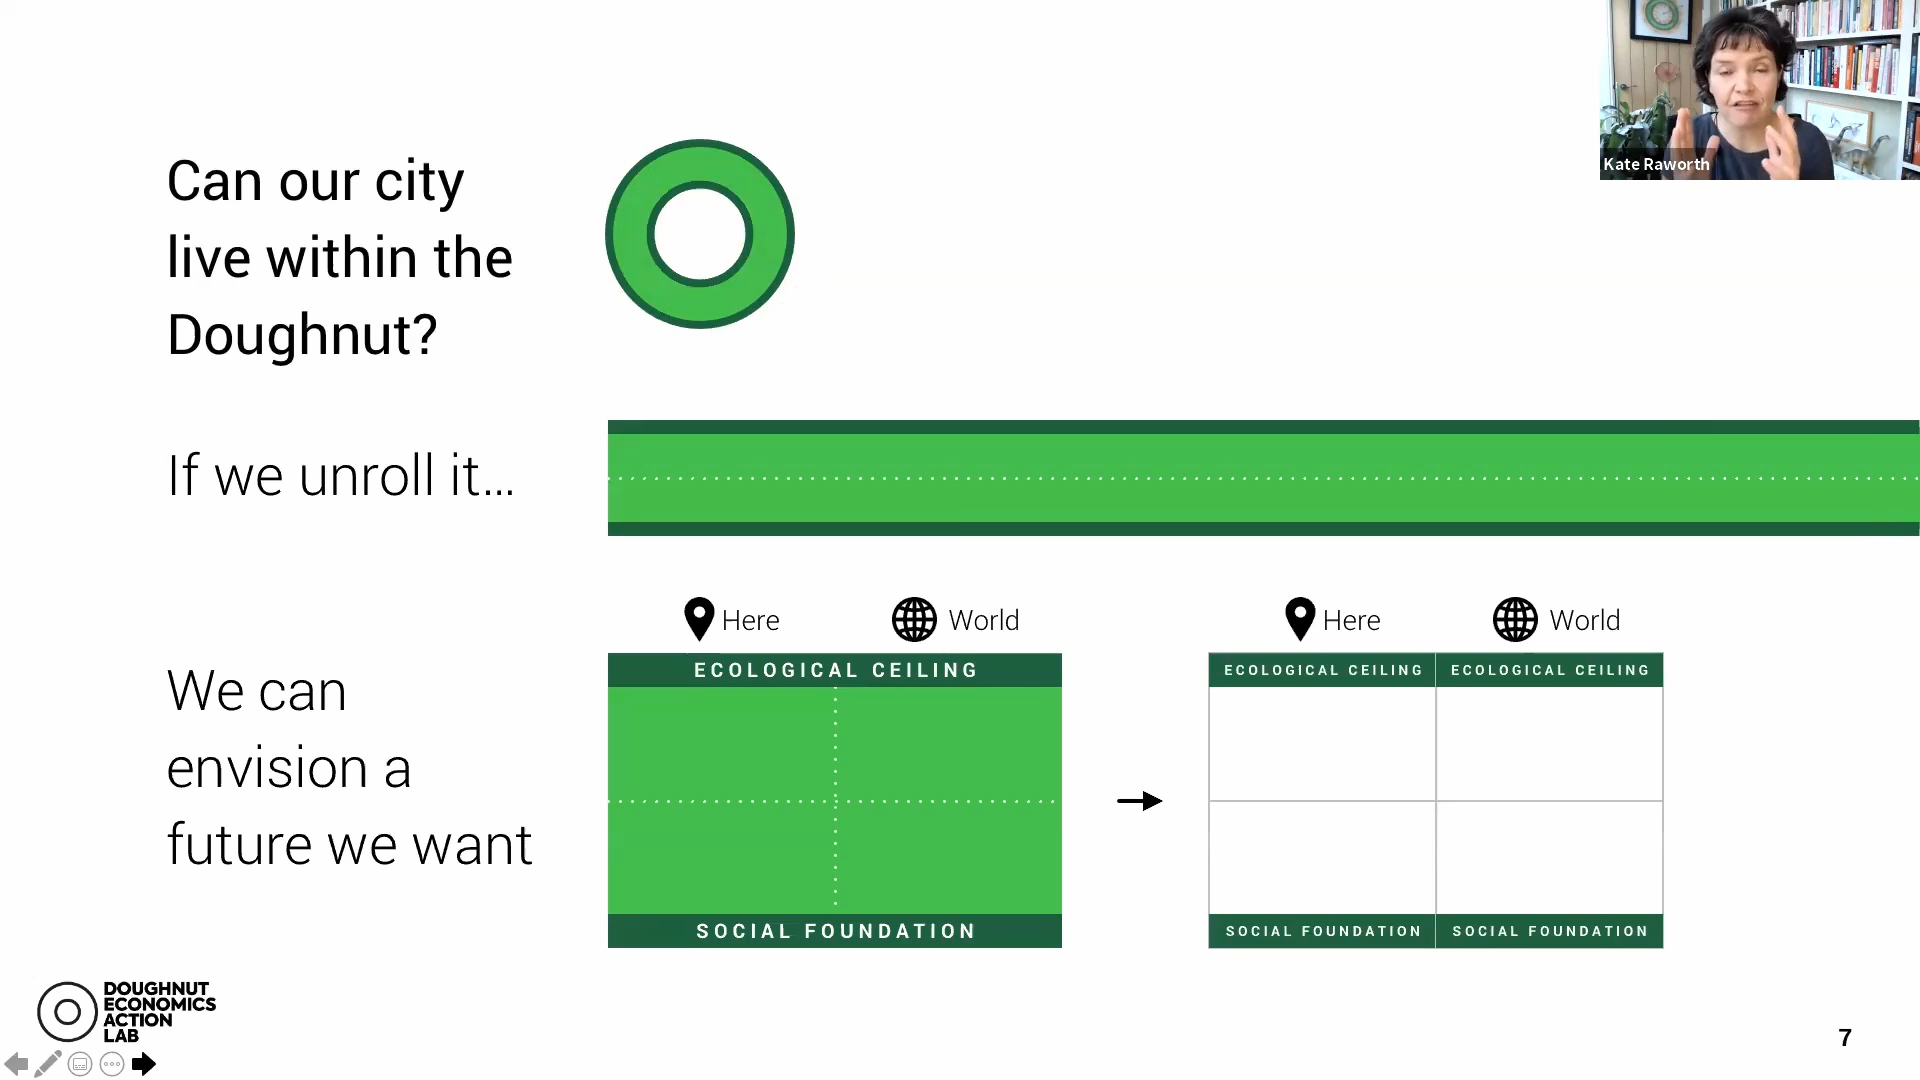 Kate Raworth
Can our city
live within the
Doughnut?
If we unroll it...
Here
World
Here
World
We can
envision a
future we want
ECOLOGICAL CEILING
SOCIAL FOUNDATION
ECOLOGICAL CEILING
ECOLOGICAL CEILING
SOCIAL FOUNDATION
SOCIAL FOUNDATION
DOUGHNUT
ECONOMICS
ACTION
LAB
7